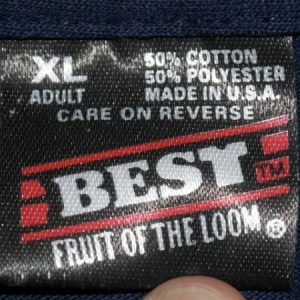 XL 50% COTTON
50% POLYESTER
ADULT MADE IN U.S.A.
CARE ON REVERSE
BEST TM
FRUIT OF THE LOOM ®